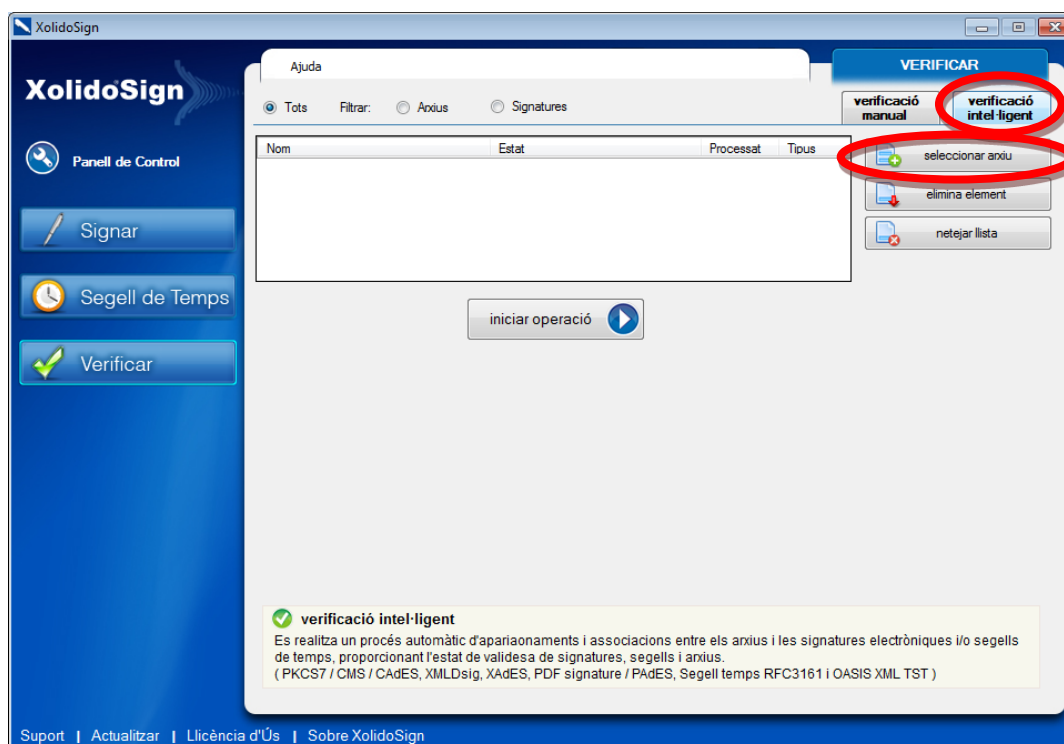 XolidoSign
XolidoSign
Panell de Control
Signar
Segell de Temps
Verificar
Ajuda
VERIFICAR
Tots Filtrar: Arxius Signatures
verificació manual
verificació intel·ligent
Nom Estat Processat Tipus
seleccionar arxiu
elimina element
netejar llista
iniciar operació
verificació intel·ligent
Es realitza un procés automàtic d'apariaonaments i associacions entre els arxius i les signatures electròniques i/o segells
de temps, proporcionant l'estat de validesa de signatures, segells i arxius.
( PKCS7 / CMS / CAdES, XMLDsig, XAdES, PDF signature / PAdES, Segell temps RFC3161 i OASIS XML TST )
Suport | Actualitzar | Llicència d'Ús | Sobre XolidoSign